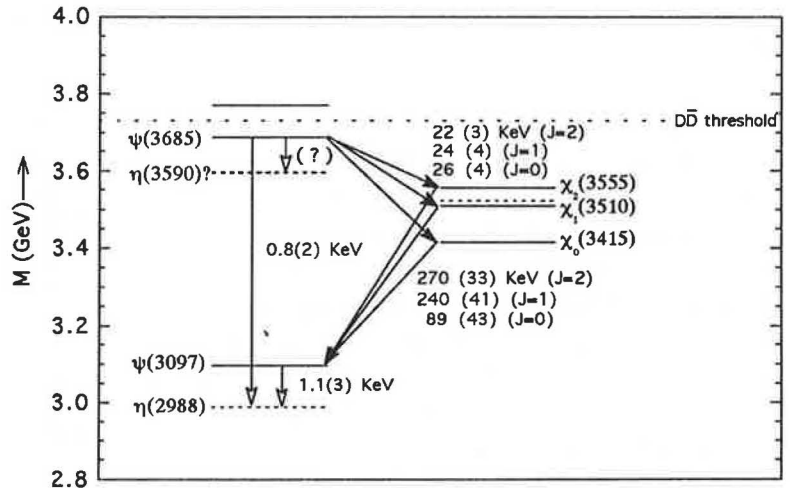 4.0
3.8
3.6
3.4
3.2
3.0
2.8
M (GeV)
ψ(3685)
η(3590)?
(?)
0.8(2) KeV
ψ(3097)
η(2988)
1.1(3) KeV
22 (3) KeV (J=2)
24 (4) (J=1)
26 (4) (J=0)
DD̅ threshold
χ₂(3555)
χ₁(3510)
χ₀(3415)
270 (33) KeV (J=2)
240 (41) (J=1)
89 (43) (J=0)